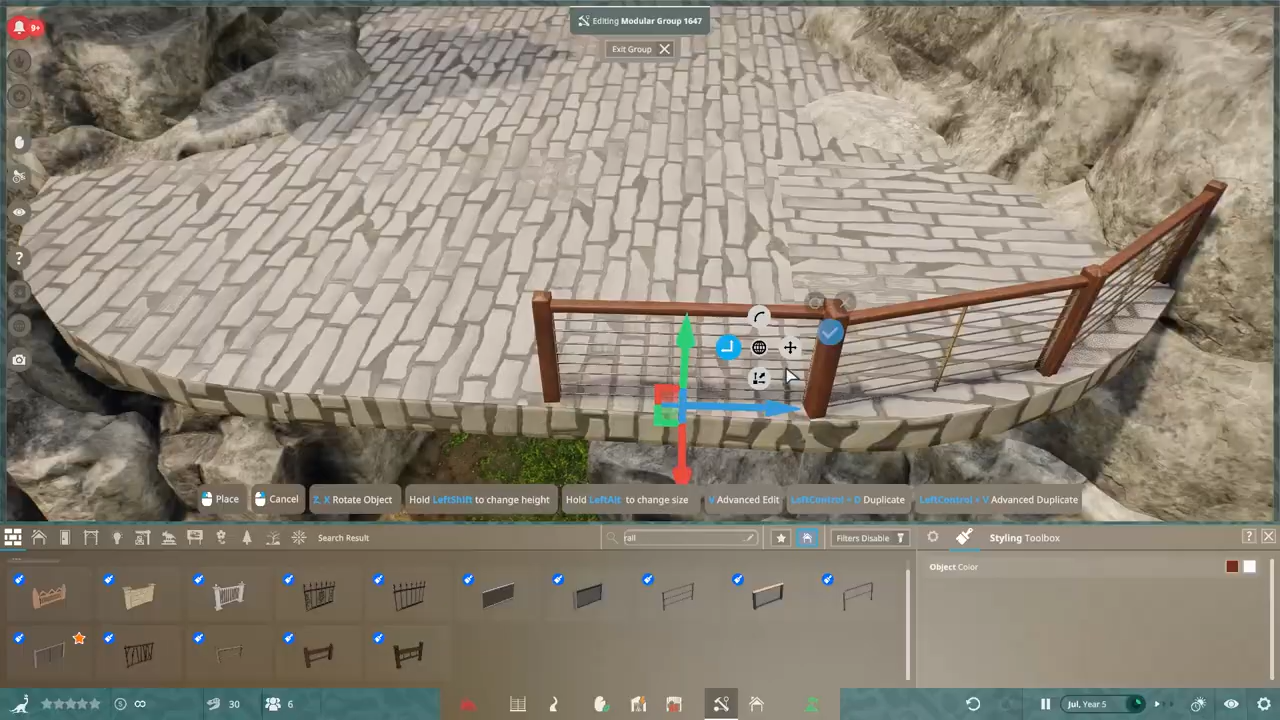 9+
Editing Modular Group 1647
Exit Group
Place
Cancel
Z, X Rotate Object
Hold LeftShift to change height
Hold LeftAlt to change size
V Advanced Edit
LeftControl + D Duplicate
LeftControl + V Advanced Duplicate
Search Result
rail
Filters Disable
Styling Toolbox
?
Object Color
30
6
Jul, Year 5